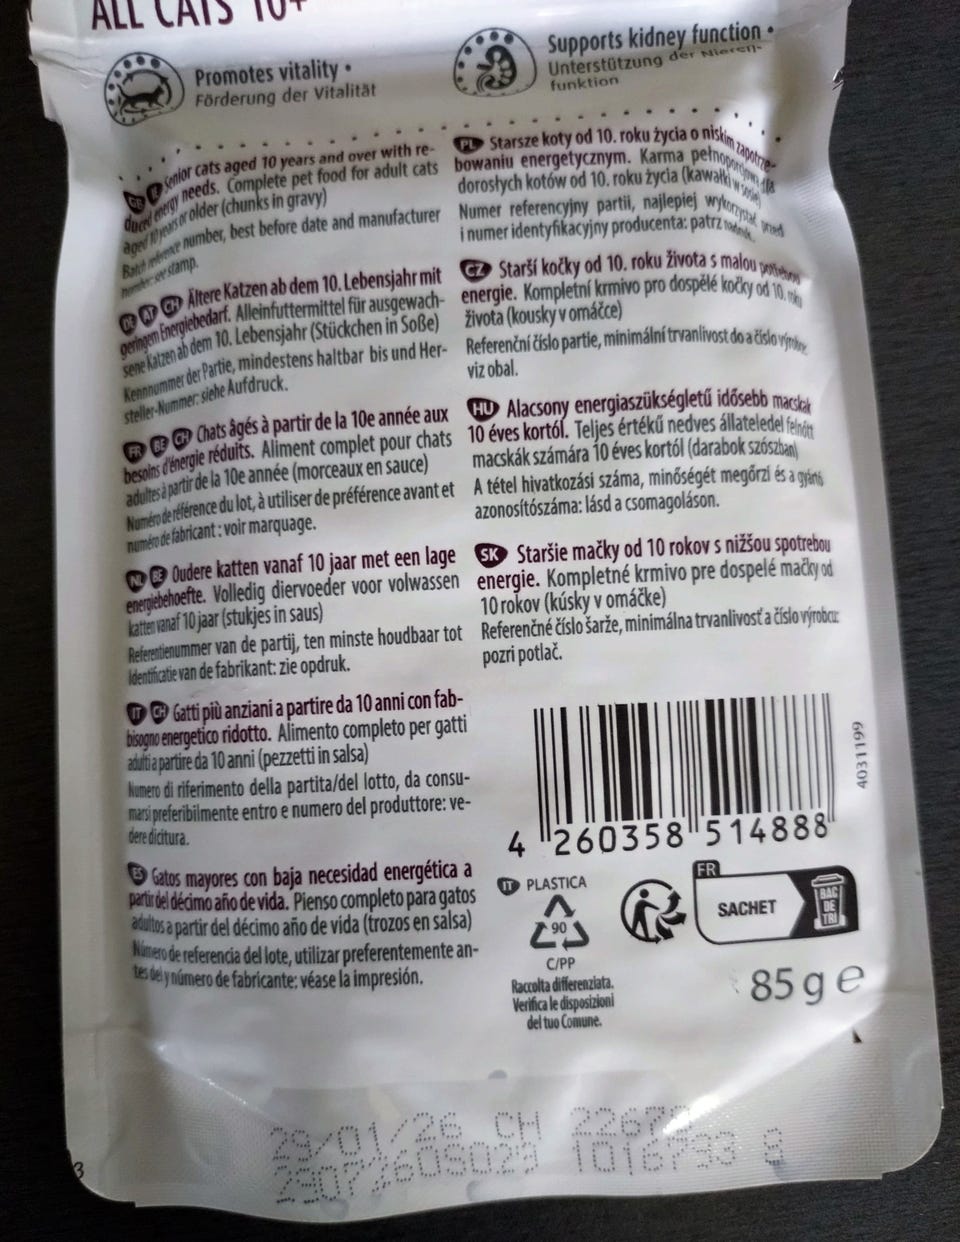 ALL CATS 10+
Promotes vitality •
Förderung der Vitalität
Supports kidney function •
Unterstützung der Nieren-
funktion
GB IE Senior cats aged 10 years and over with re-
duced energy needs. Complete pet food for adult cats
aged 10 years or older (chunks in gravy)
Batch reference number, best before date and manufacturer
number: see stamp.
DE AT CH Ältere Katzen ab dem 10. Lebensjahr mit
geringem Energiebedarf. Alleinfuttermittel für ausgewach-
sene Katzen ab dem 10. Lebensjahr (Stückchen in Soße)
Kennnummer der Partie, mindestens haltbar bis und Her-
steller-Nummer: siehe Aufdruck.
FR BE CH Chats âgés à partir de la 10e année aux
besoins d'énergie réduits. Aliment complet pour chats
adultes à partir de la 10e année (morceaux en sauce)
Numéro de référence du lot, à utiliser de préférence avant et
numéro de fabricant : voir marquage.
NL BE Oudere katten vanaf 10 jaar met een lage
energiebehoefte. Volledig diervoeder voor volwassen
katten vanaf 10 jaar (stukjes in saus)
Referentienummer van de partij, ten minste houdbaar tot
Identificatie van de fabrikant: zie opdruk.
IT CH Gatti più anziani a partire da 10 anni con fab-
bisogno energetico ridotto. Alimento completo per gatti
adulti a partire da 10 anni (pezzetti in salsa)
Numero di riferimento della partita/del lotto, da consu-
marsi preferibilmente entro e numero del produttore: ve-
dere dicitura.
ES Gatos mayores con baja necesidad energética a
partir del décimo año de vida. Pienso completo para gatos
adultos a partir del décimo año de vida (trozos en salsa)
Número de referencia del lote, utilizar preferentemente an-
tes del y número de fabricante: véase la impresión.
PL Starsze koty od 10. roku życia o niskim zapotrze-
bowaniu energetycznym. Karma pełnoporcjowa dla
dorosłych kotów od 10. roku życia (kawałki w sosie)
Numer referencyjny partii, najlepiej wykorzystać przed
i numer identyfikacyjny producenta: patrz nadruk.
CZ Starší kočky od 10. roku života s malou potřebou
energie. Kompletní krmivo pro dospělé kočky od 10. roku
života (kousky v omáčce)
Referenční číslo partie, minimální trvanlivost do a číslo výrobce:
viz obal.
HU Alacsony energiaszükségletű idősebb macskák
10 éves kortól. Teljes értékű nedves állateledel felnőtt
macskák számára 10 éves kortól (darabok szószban)
A tétel hivatkozási száma, minőségét megőrzi és a gyártó
azonosítószáma: lásd a csomagoláson.
SK Staršie mačky od 10 rokov s nižšou spotrebou
energie. Kompletné krmivo pre dospelé mačky od
10 rokov (kúsky v omáčke)
Referenčné číslo šarže, minimálna trvanlivosť a číslo výrobcu:
pozri potlač.
4031199
4 260358 514888
IT PLASTICA
90
C/PP
Raccolta differenziata.
Verifica le disposizioni
del tuo Comune.
FR
SACHET
BAC
DE
TRI
85 g e
29/01/26 CH
8
3